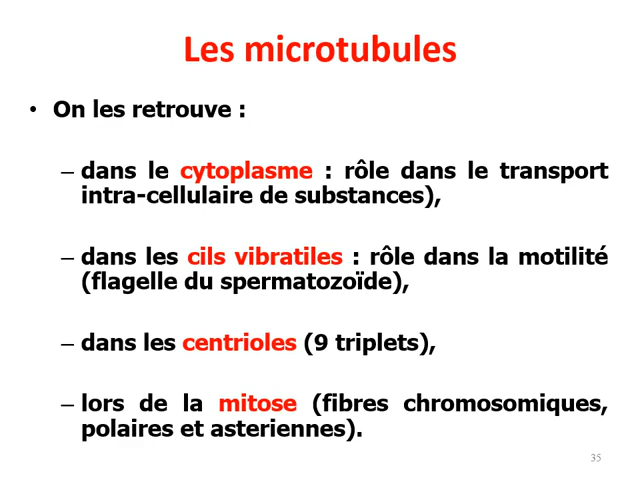 Les microtubules
• On les retrouve :
– dans le cytoplasme : rôle dans le transport
intra-cellulaire de substances),
– dans les cils vibratiles : rôle dans la motilité
(flagelle du spermatozoïde),
– dans les centrioles (9 triplets),
– lors de la mitose (fibres chromosomiques,
polaires et asteriennes).
35